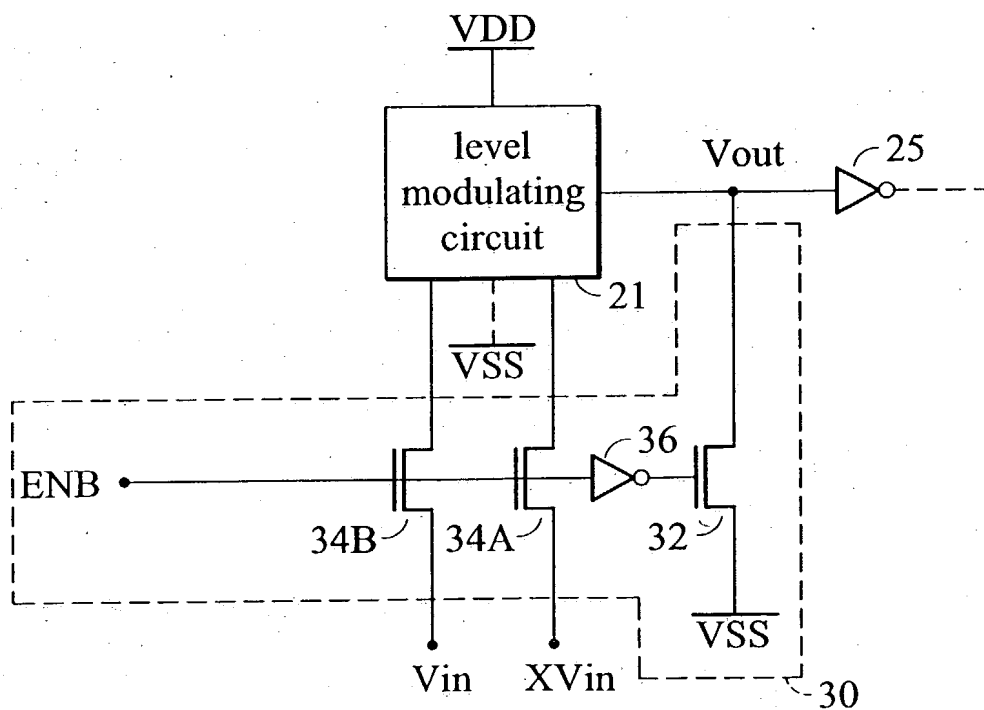 VDD
level
modulating
circuit
Vout
25
21
VSS
ENB
36
34B
34A
32
VSS
Vin
XVin
30